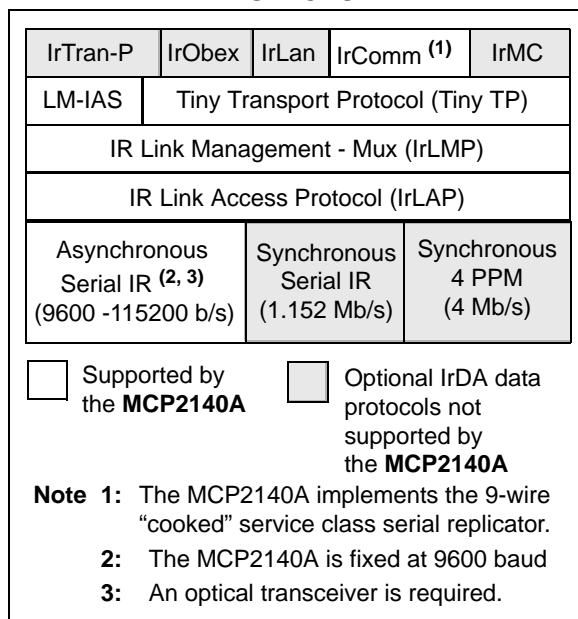 IrTran-P IrObex IrLan IrComm (1) IrMC
LM-IAS Tiny Transport Protocol (Tiny TP)
IR Link Management - Mux (IrLMP)
IR Link Access Protocol (IrLAP)
Asynchronous
Serial IR (2, 3)
(9600 -115200 b/s)
Synchronous
Serial IR
(1.152 Mb/s)
Synchronous
4 PPM
(4 Mb/s)
Supported by
the MCP2140A
Optional IrDA data
protocols not
supported by
the MCP2140A
Note 1: The MCP2140A implements the 9-wire
“cooked” service class serial replicator.
2: The MCP2140A is fixed at 9600 baud
3: An optical transceiver is required.